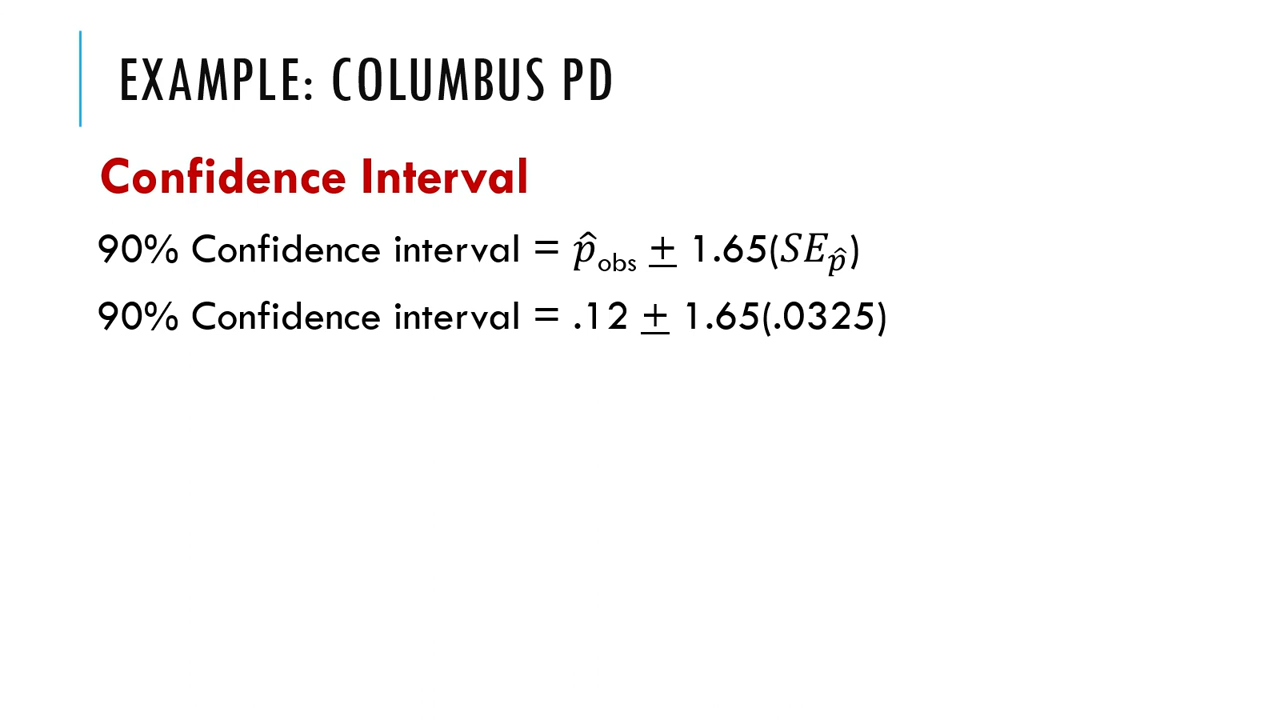 EXAMPLE: COLUMBUS PD
Confidence Interval
90% Confidence interval = p̂obs ± 1.65(SEp̂)
90% Confidence interval = .12 ± 1.65(.0325)